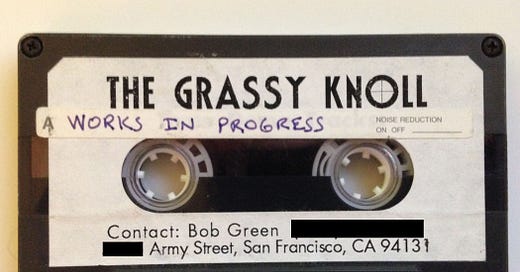 THE GRASSY KNOLL
A WORKS IN PROGRESS
NOISE REDUCTION
ON OFF
Contact: Bob Green
Army Street, San Francisco, CA 94131